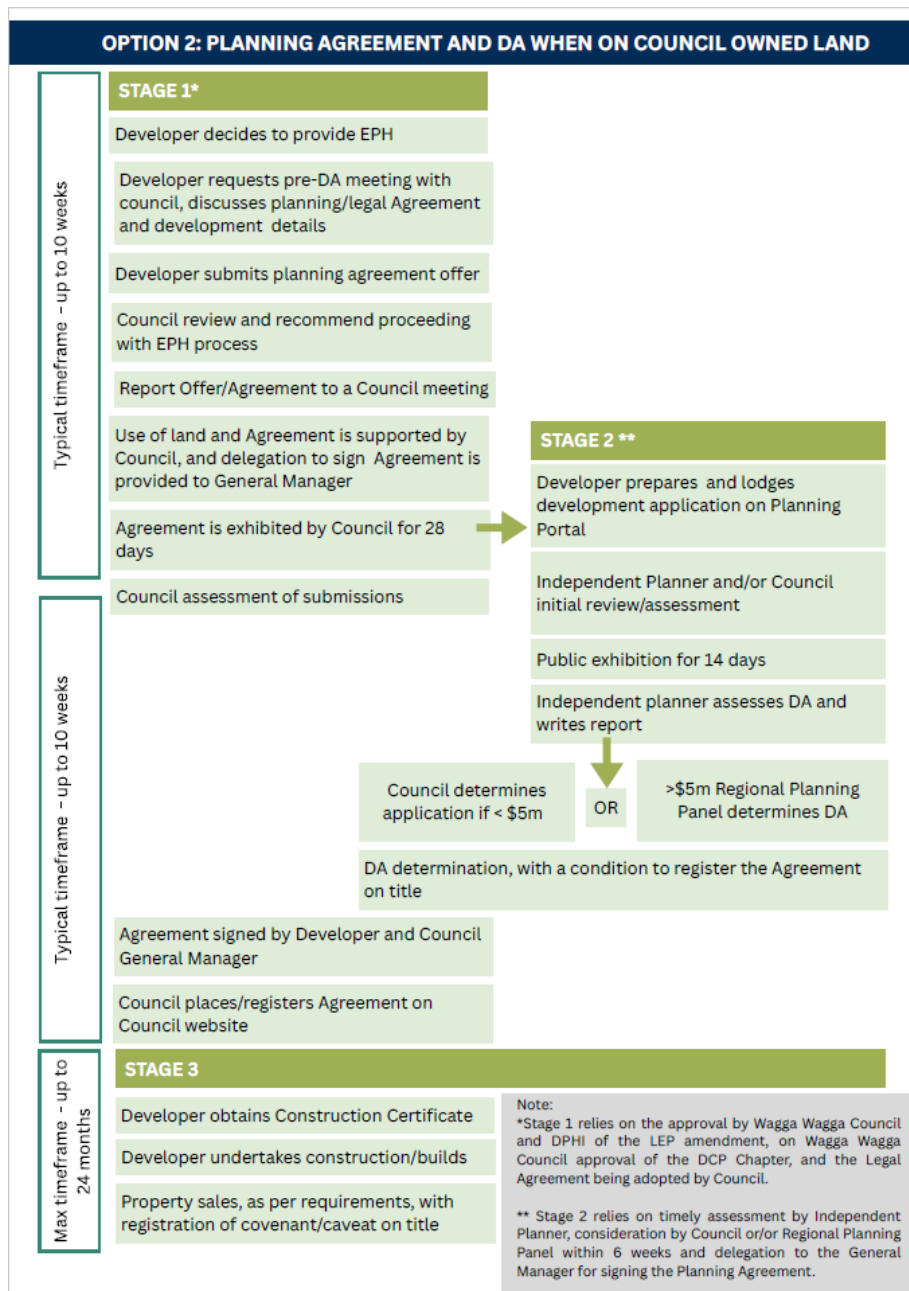 OPTION 2: PLANNING AGREEMENT AND DA WHEN ON COUNCIL OWNED LAND
Typical timeframe - up to 10 weeks
STAGE 1*
Developer decides to provide EPH
Developer requests pre-DA meeting with
council, discusses planning/legal Agreement
and development details
Developer submits planning agreement offer
Council review and recommend proceeding
with EPH process
Report Offer/Agreement to a Council meeting
Use of land and Agreement is supported by
Council, and delegation to sign Agreement is
provided to General Manager
Agreement is exhibited by Council for 28
days
Council assessment of submissions
STAGE 2 **
Developer prepares and lodges
development application on Planning
Portal
Independent Planner and/or Council
initial review/assessment
Public exhibition for 14 days
Independent planner assesses DA and
writes report
Typical timeframe - up to 10 weeks
Council determines
application if < $5m
OR
>$5m Regional Planning
Panel determines DA
DA determination, with a condition to register the Agreement
on title
Agreement signed by Developer and Council
General Manager
Council places/registers Agreement on
Council website
Max timeframe - up to
24 months
STAGE 3
Developer obtains Construction Certificate
Developer undertakes construction/builds
Property sales, as per requirements, with
registration of covenant/caveat on title
Note:
*Stage 1 relies on the approval by Wagga Wagga Council
and DPHI of the LEP amendment, on Wagga Wagga
Council approval of the DCP Chapter, and the Legal
Agreement being adopted by Council.
** Stage 2 relies on timely assessment by Independent
Planner, consideration by Council or/or Regional Planning
Panel within 6 weeks and delegation to the General
Manager for signing the Planning Agreement.